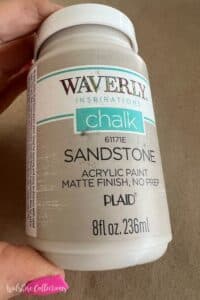 WAVERLY
INSPIRATIONS
chalk
61171E
SANDSTONE
ACRYLIC PAINT
MATTE FINISH, NO PREP
PLAID®
8fl.oz. 236ml